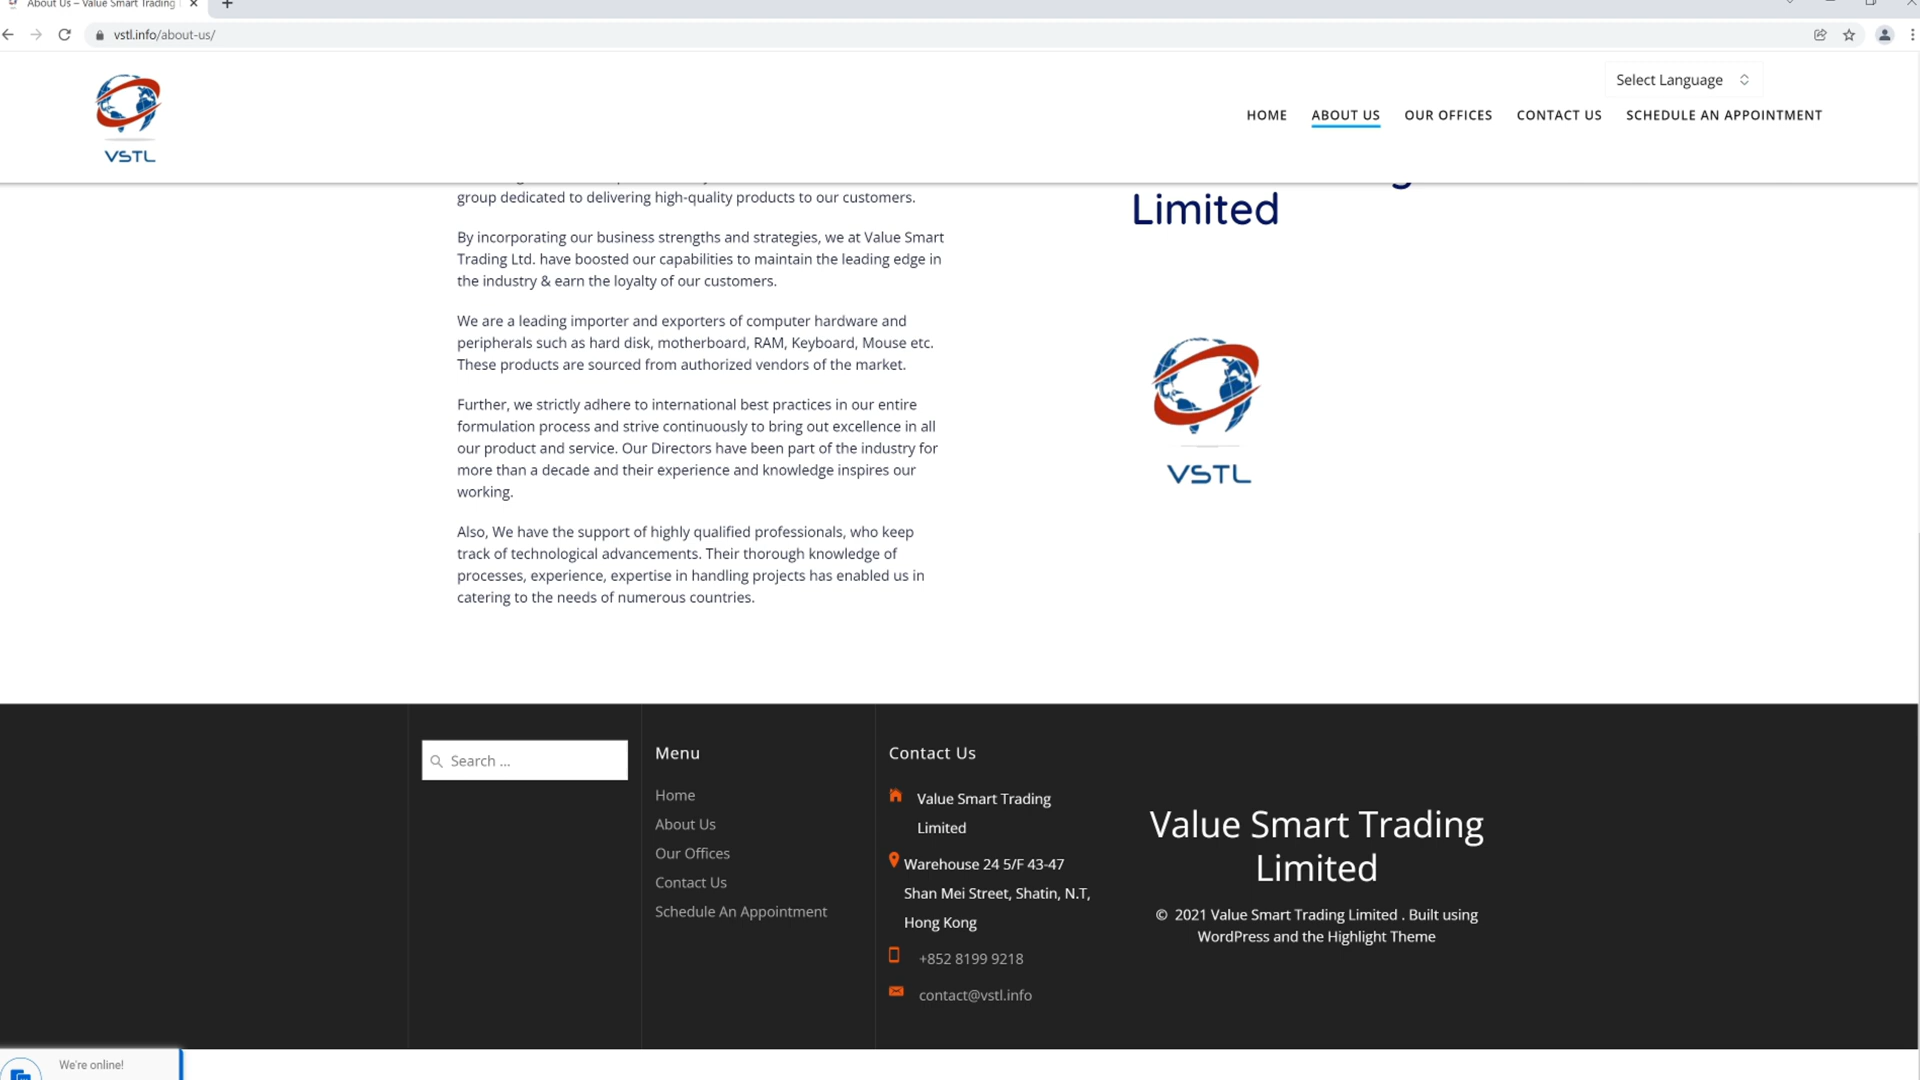 About Us – Value Smart Trading
vstl.info/about-us/
Select Language
VSTL
HOME
ABOUT US
OUR OFFICES
CONTACT US
SCHEDULE AN APPOINTMENT
group dedicated to delivering high-quality products to our customers.
By incorporating our business strengths and strategies, we at Value Smart
Trading Ltd. have boosted our capabilities to maintain the leading edge in
the industry & earn the loyalty of our customers.
We are a leading importer and exporters of computer hardware and
peripherals such as hard disk, motherboard, RAM, Keyboard, Mouse etc.
These products are sourced from authorized vendors of the market.
Further, we strictly adhere to international best practices in our entire
formulation process and strive continuously to bring out excellence in all
our product and service. Our Directors have been part of the industry for
more than a decade and their experience and knowledge inspires our
working.
Also, We have the support of highly qualified professionals, who keep
track of technological advancements. Their thorough knowledge of
processes, experience, expertise in handling projects has enabled us in
catering to the needs of numerous countries.
Limited
VSTL
Search ...
Menu
Home
About Us
Our Offices
Contact Us
Schedule An Appointment
Contact Us
Value Smart Trading
Limited
Warehouse 24 5/F 43-47
Shan Mei Street, Shatin, N.T,
Hong Kong
+852 8199 9218
contact@vstl.info
Value Smart Trading
Limited
© 2021 Value Smart Trading Limited . Built using
WordPress and the Highlight Theme
We're online!